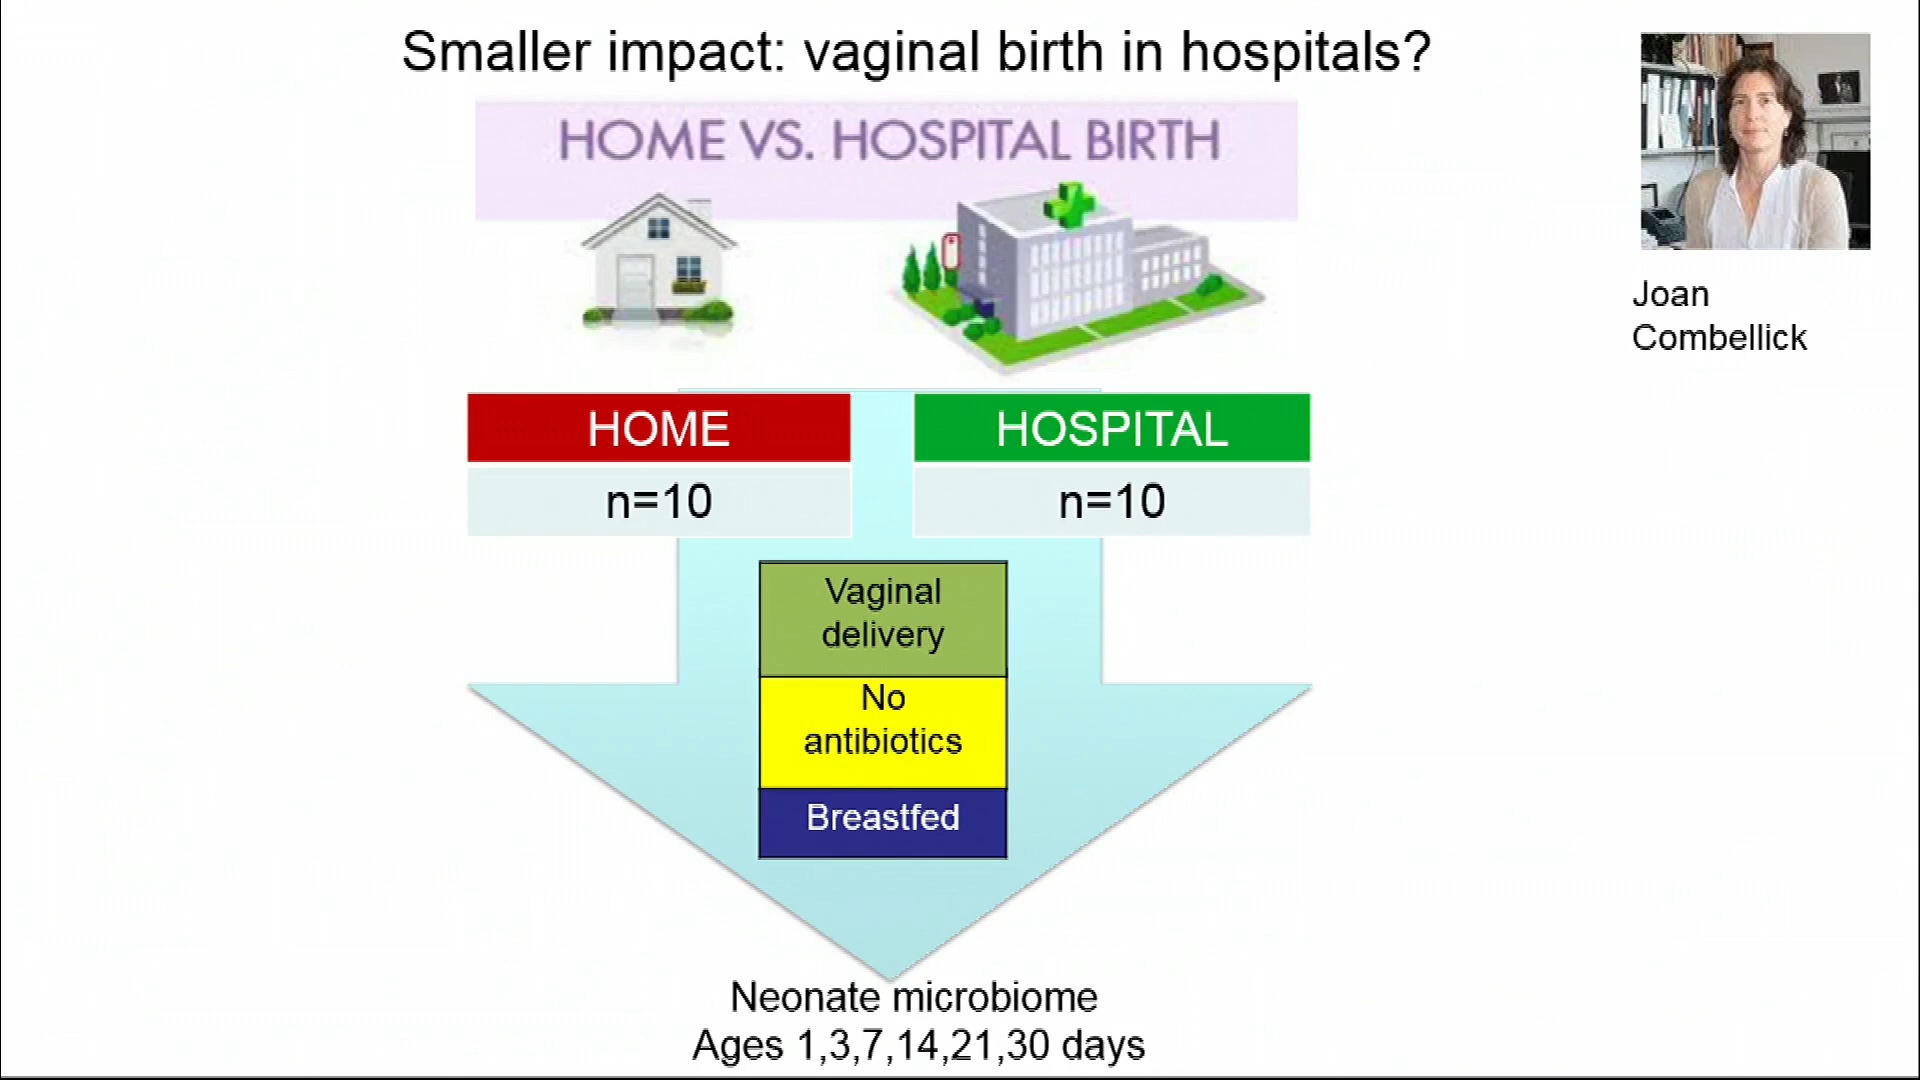 Smaller impact: vaginal birth in hospitals?
HOME VS. HOSPITAL BIRTH
Joan
Combellick
HOME
HOSPITAL
n=10
n=10
Vaginal
delivery
No
antibiotics
Breastfed
Neonate microbiome
Ages 1,3,7,14,21,30 days